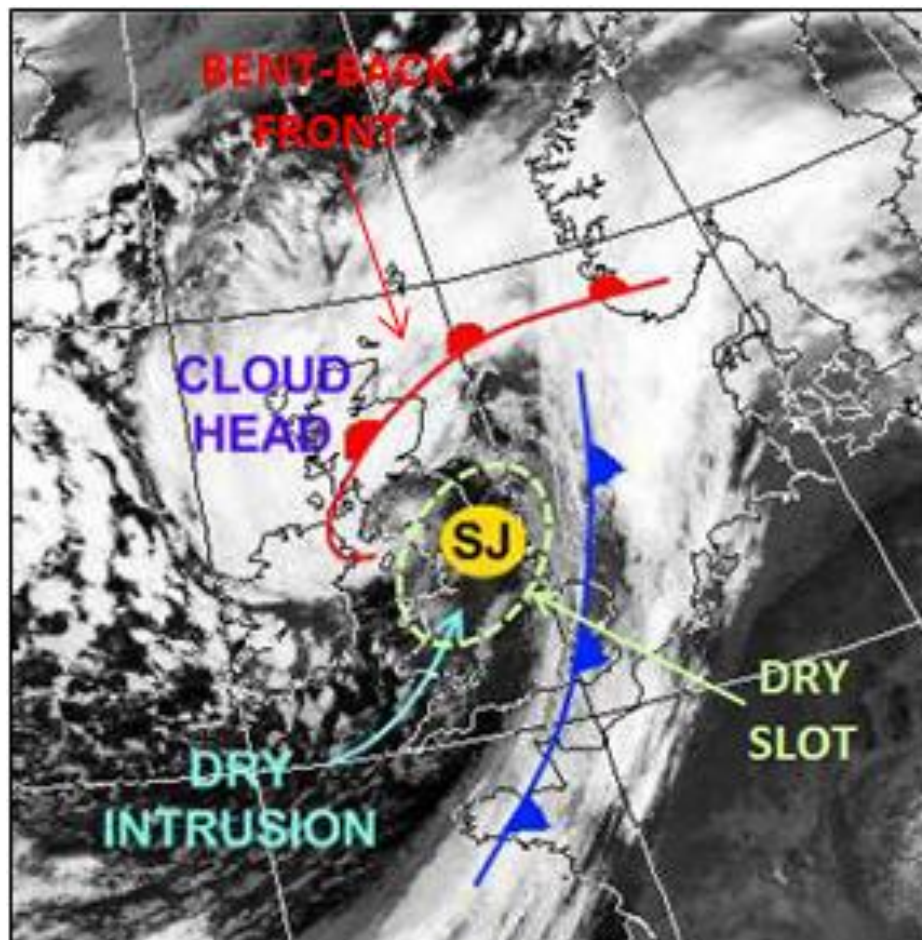 BENT-BACK
FRONT
CLOUD
HEAD
SJ
DRY
SLOT
DRY
INTRUSION